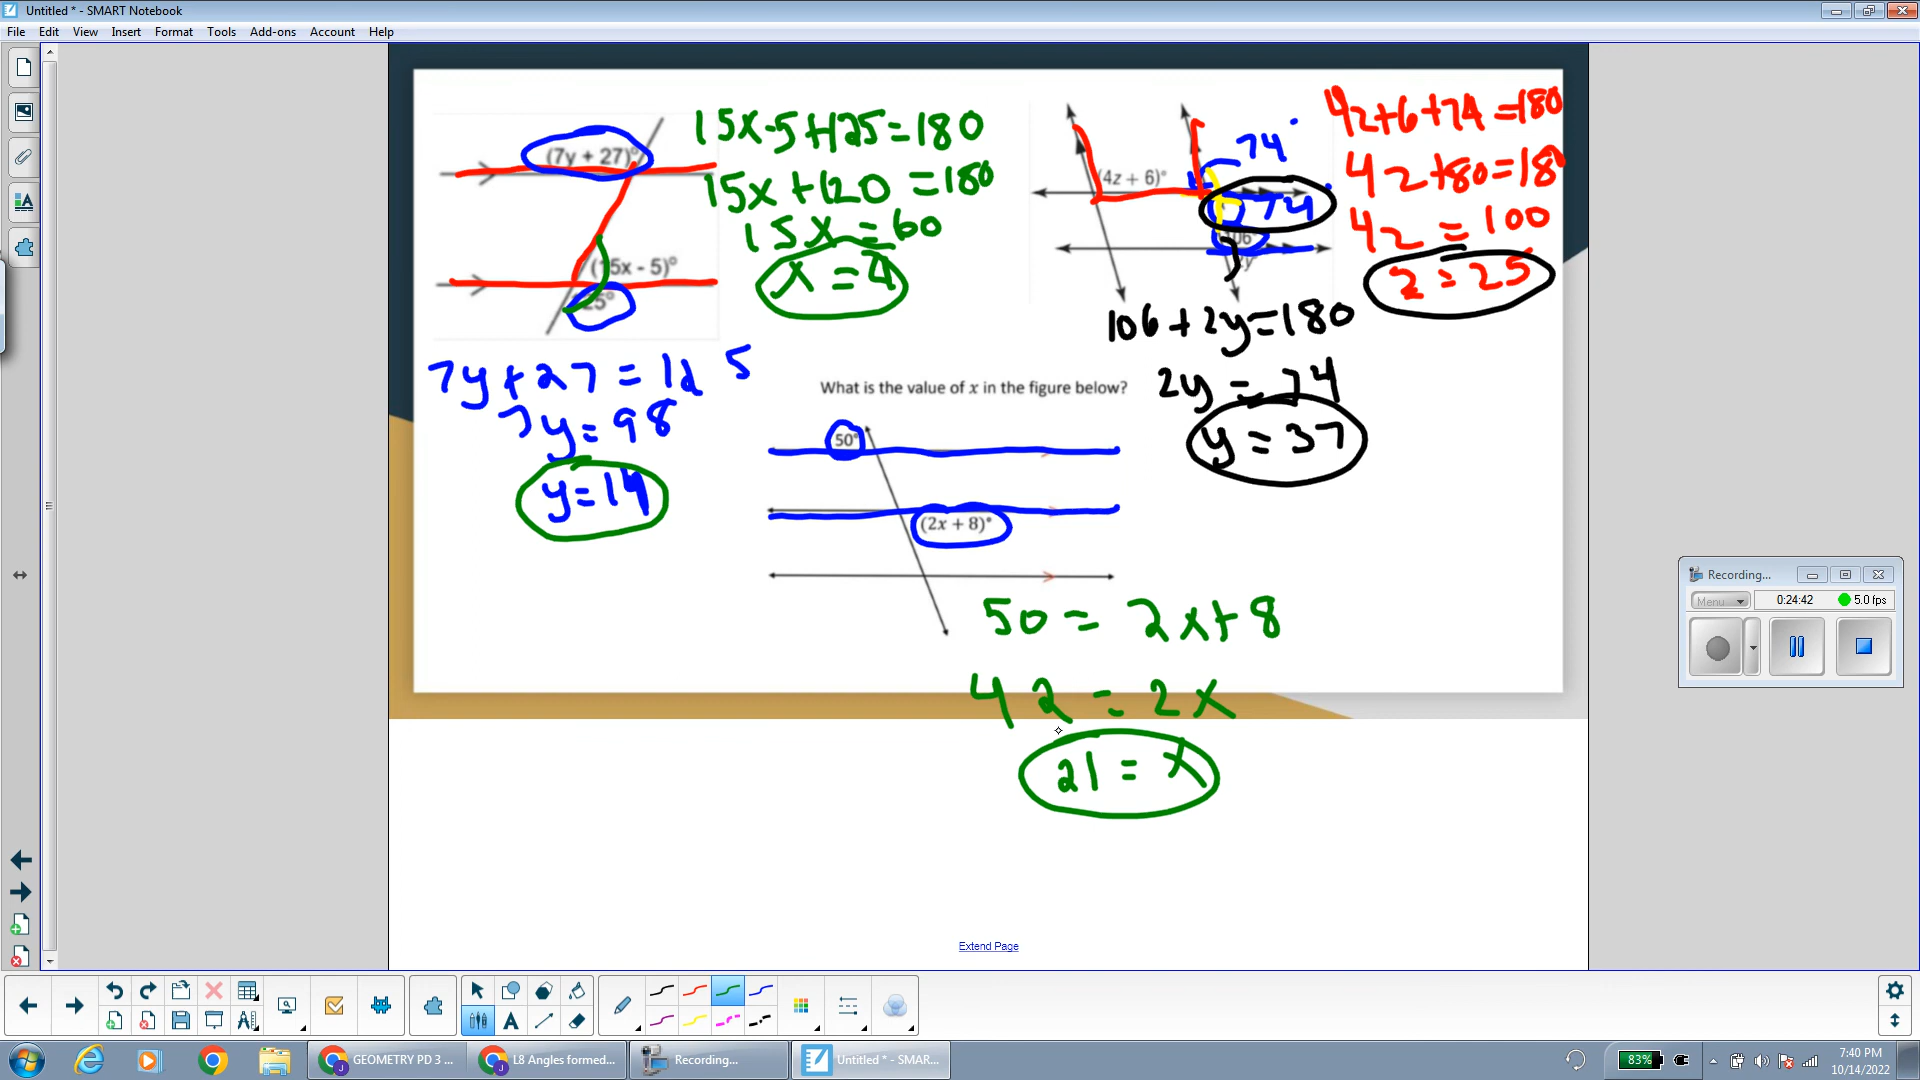 Untitled * - SMART Notebook
File Edit View Insert Format Tools Add-ons Account Help
(7y + 27)°
(15x - 5)°
25°
15x-5+125=180
15x+120=180
15x=60
x=4
7y+27=125
7y=98
y=14
(4z + 6)°
74°
74
106°
4z+6+74=180
4z+80=180
4z=100
z=25
106+2y=180
2y=74
y=37
What is the value of x in the figure below?
50°
(2x + 8)°
50=2x+8
42=2x
21=x
Extend Page
Recording...
Menu
0:24:42
5.0 fps
GEOMETRY PD 3 ...
L8 Angles formed...
Recording...
Untitled * - SMAR...
83%
7:40 PM
10/14/2022